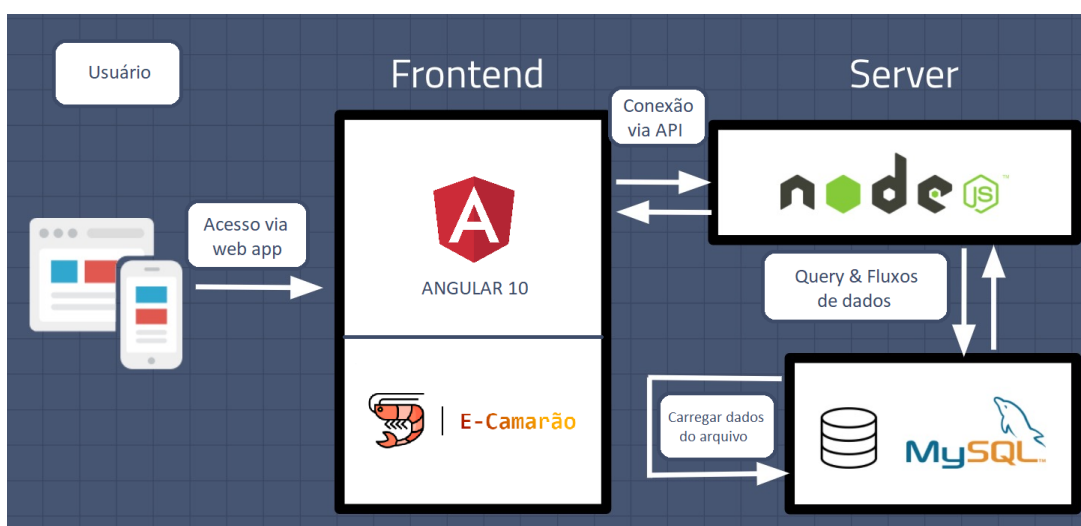 Usuário
Frontend
Server
Conexão
via API
node
JS
TM
Acesso via
web app
ANGULAR 10
Query & Fluxos
de dados
E-Camarão
Carregar dados
do arquivo
MySQL